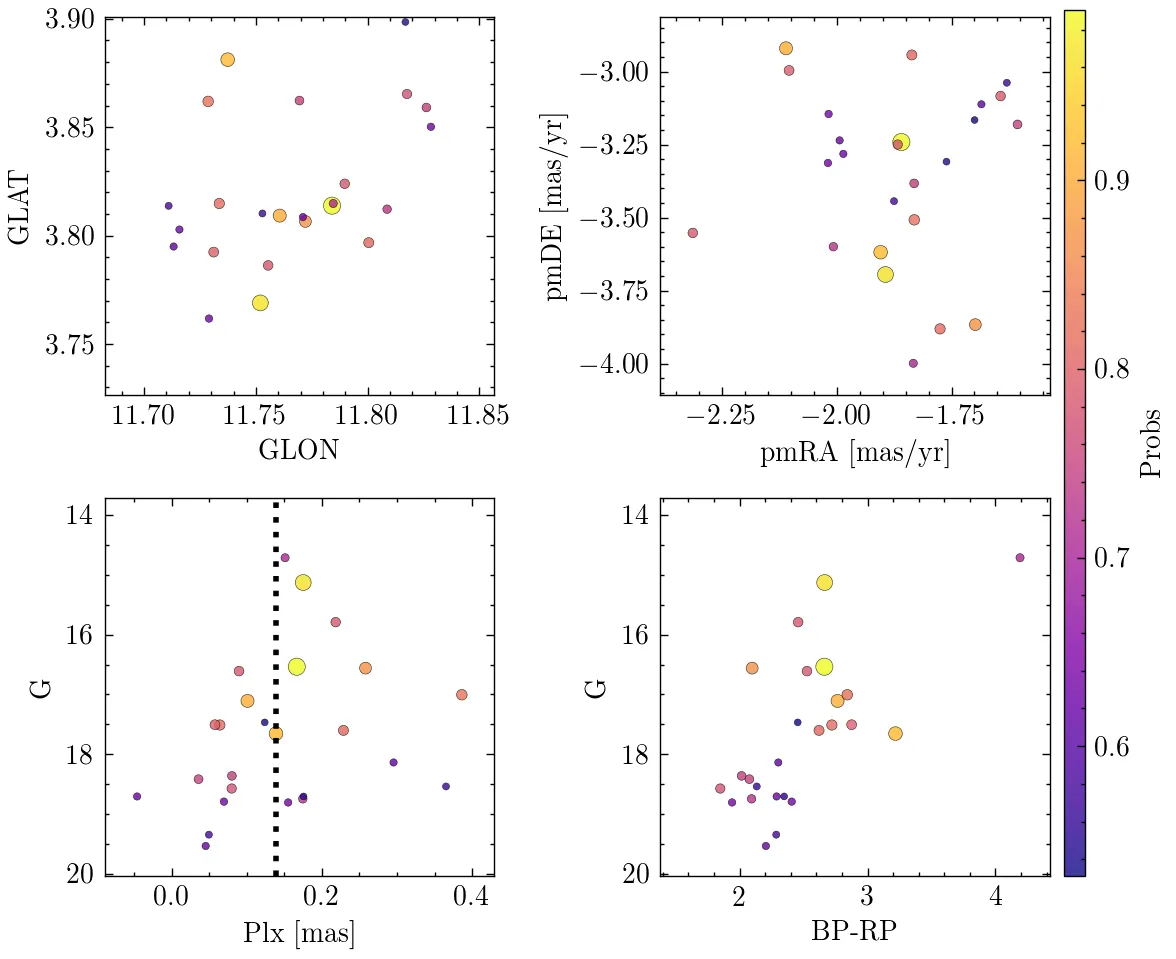 3.90
3.85
3.80
3.75
GLAT
11.70 11.75 11.80 11.85
GLON
−3.00
−3.25
−3.50
−3.75
−4.00
pmDE [mas/yr]
−2.25 −2.00 −1.75
pmRA [mas/yr]
14
16
18
20
G
0.0 0.2 0.4
Plx [mas]
14
16
18
20
G
2 3 4
BP-RP
0.9
0.8
0.7
0.6
Probs